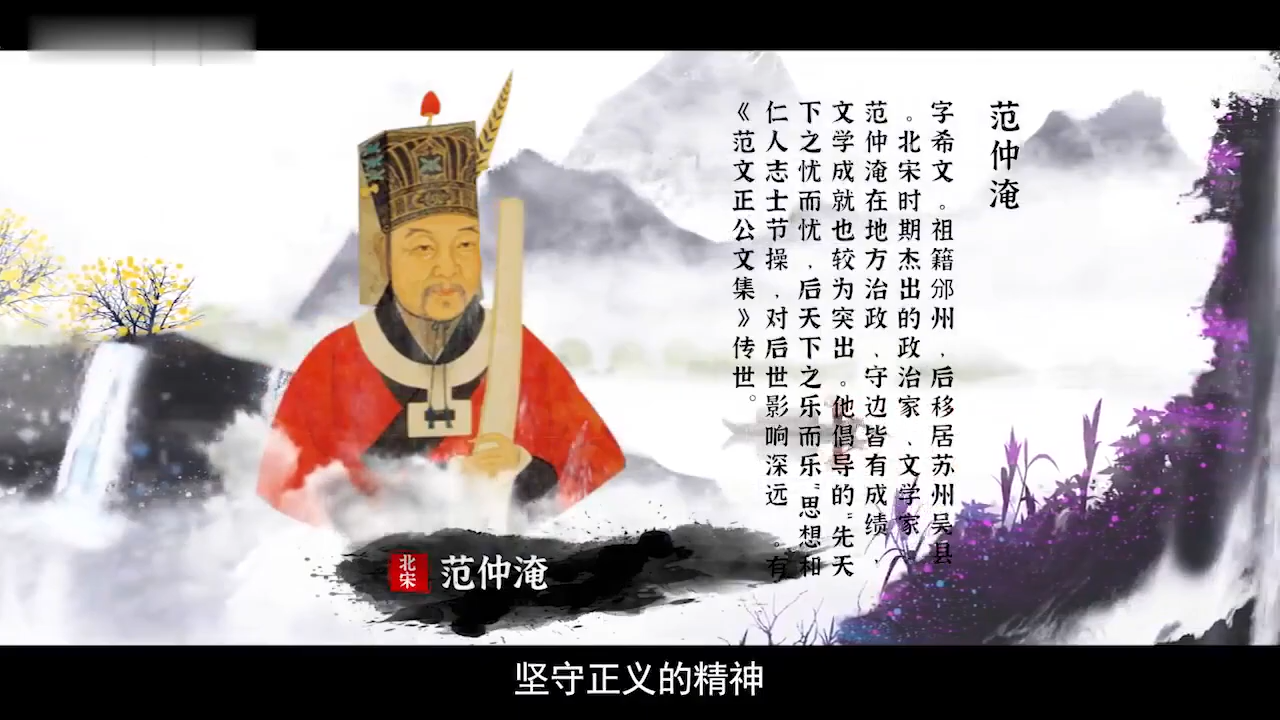 范仲淹
字希文。祖籍邠州，后移居苏州吴县
。北宋时期杰出的政治家、文学家。
范仲淹在地方治政、守边皆有成绩，
文学成就也较为突出。他倡导的“先天
下之忧而忧，后天下之乐而乐”思想和
仁人志士节操，对后世影响深远。有
《范文正公文集》传世。
北宋
范仲淹
坚守正义的精神